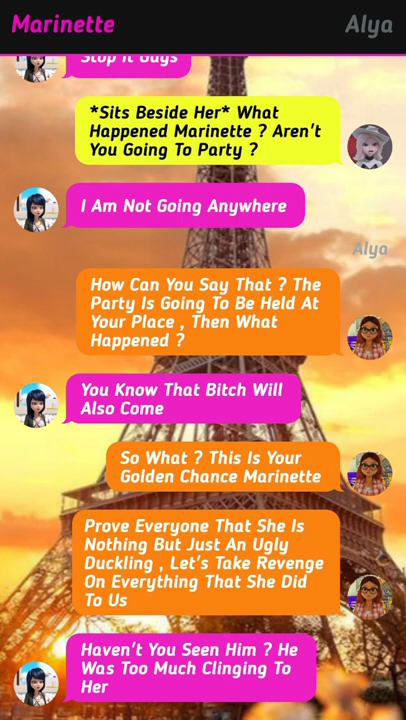 Marinette Alya
Stop It Guys
*Sits Beside Her* What
Happened Marinette ? Aren't
You Going To Party ?
I Am Not Going Anywhere
Alya
How Can You Say That ? The
Party Is Going To Be Held At
Your Place , Then What
Happened ?
You Know That Bitch Will
Also Come
So What ? This Is Your
Golden Chance Marinette
Prove Everyone That She Is
Nothing But Just An Ugly
Duckling , Let's Take Revenge
On Everything That She Did
To Us
Haven't You Seen Him ? He
Was Too Much Clinging To
Her